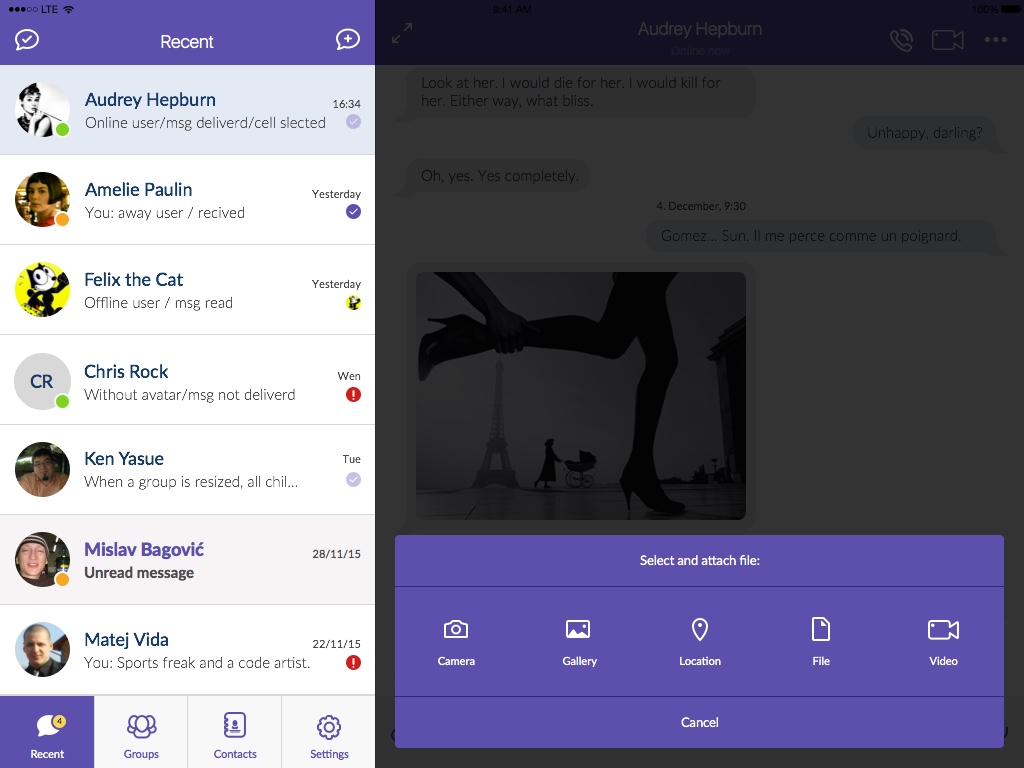 LTE
9:41 AM
100%
Recent
Audrey Hepburn
Online now
Audrey Hepburn
16:34
Online user/msg deliverd/cell slected
Amelie Paulin
Yesterday
You: away user / recived
Felix the Cat
Yesterday
Offline user / msg read
CR
Chris Rock
Wen
Without avatar/msg not deliverd
Ken Yasue
Tue
When a group is resized, all chil...
Mislav Bagović
28/11/15
Unread message
Matej Vida
22/11/15
You: Sports freak and a code artist.
4
Recent
Groups
Contacts
Settings
Look at her. I would die for her. I would kill for
her. Either way, what bliss.
Unhappy, darling?
Oh, yes. Yes completely.
4. December, 9:30
Gomez... Sun. Il me perce comme un poignard.
Select and attach file:
Camera
Gallery
Location
File
Video
Cancel